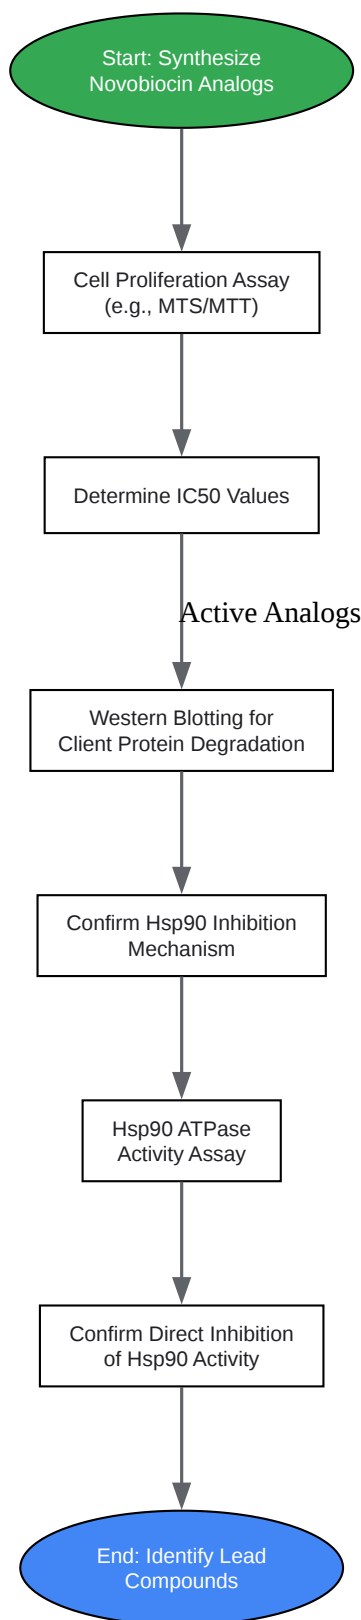 Start: Synthesize
Novobiocin Analogs
Cell Proliferation Assay
(e.g., MTS/MTT)
Determine IC50 Values
Active Analogs
Western Blotting for
Client Protein Degradation
Confirm Hsp90 Inhibition
Mechanism
Hsp90 ATPase
Activity Assay
Confirm Direct Inhibition
of Hsp90 Activity
End: Identify Lead
Compounds